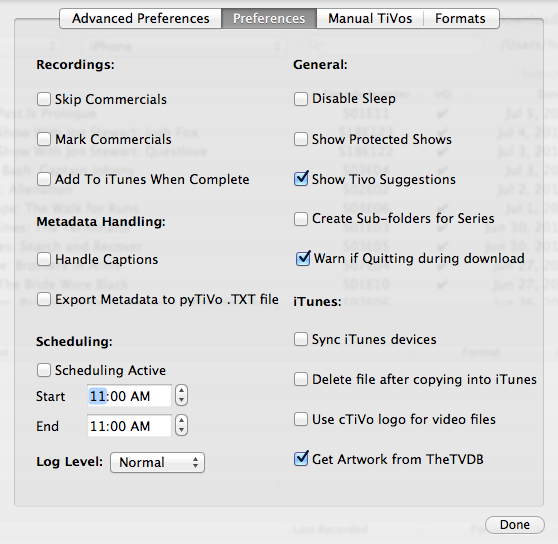 Advanced Preferences Preferences Manual TiVos Formats
Recordings:
Skip Commercials
Mark Commercials
Add To iTunes When Complete
Metadata Handling:
Handle Captions
Export Metadata to pyTiVo .TXT file
Scheduling:
Scheduling Active
Start 11:00 AM
End 11:00 AM
Log Level: Normal
General:
Disable Sleep
Show Protected Shows
Show Tivo Suggestions
Create Sub-folders for Series
Warn if Quitting during download
iTunes:
Sync iTunes devices
Delete file after copying into iTunes
Use cTiVo logo for video files
Get Artwork from TheTVDB
Done